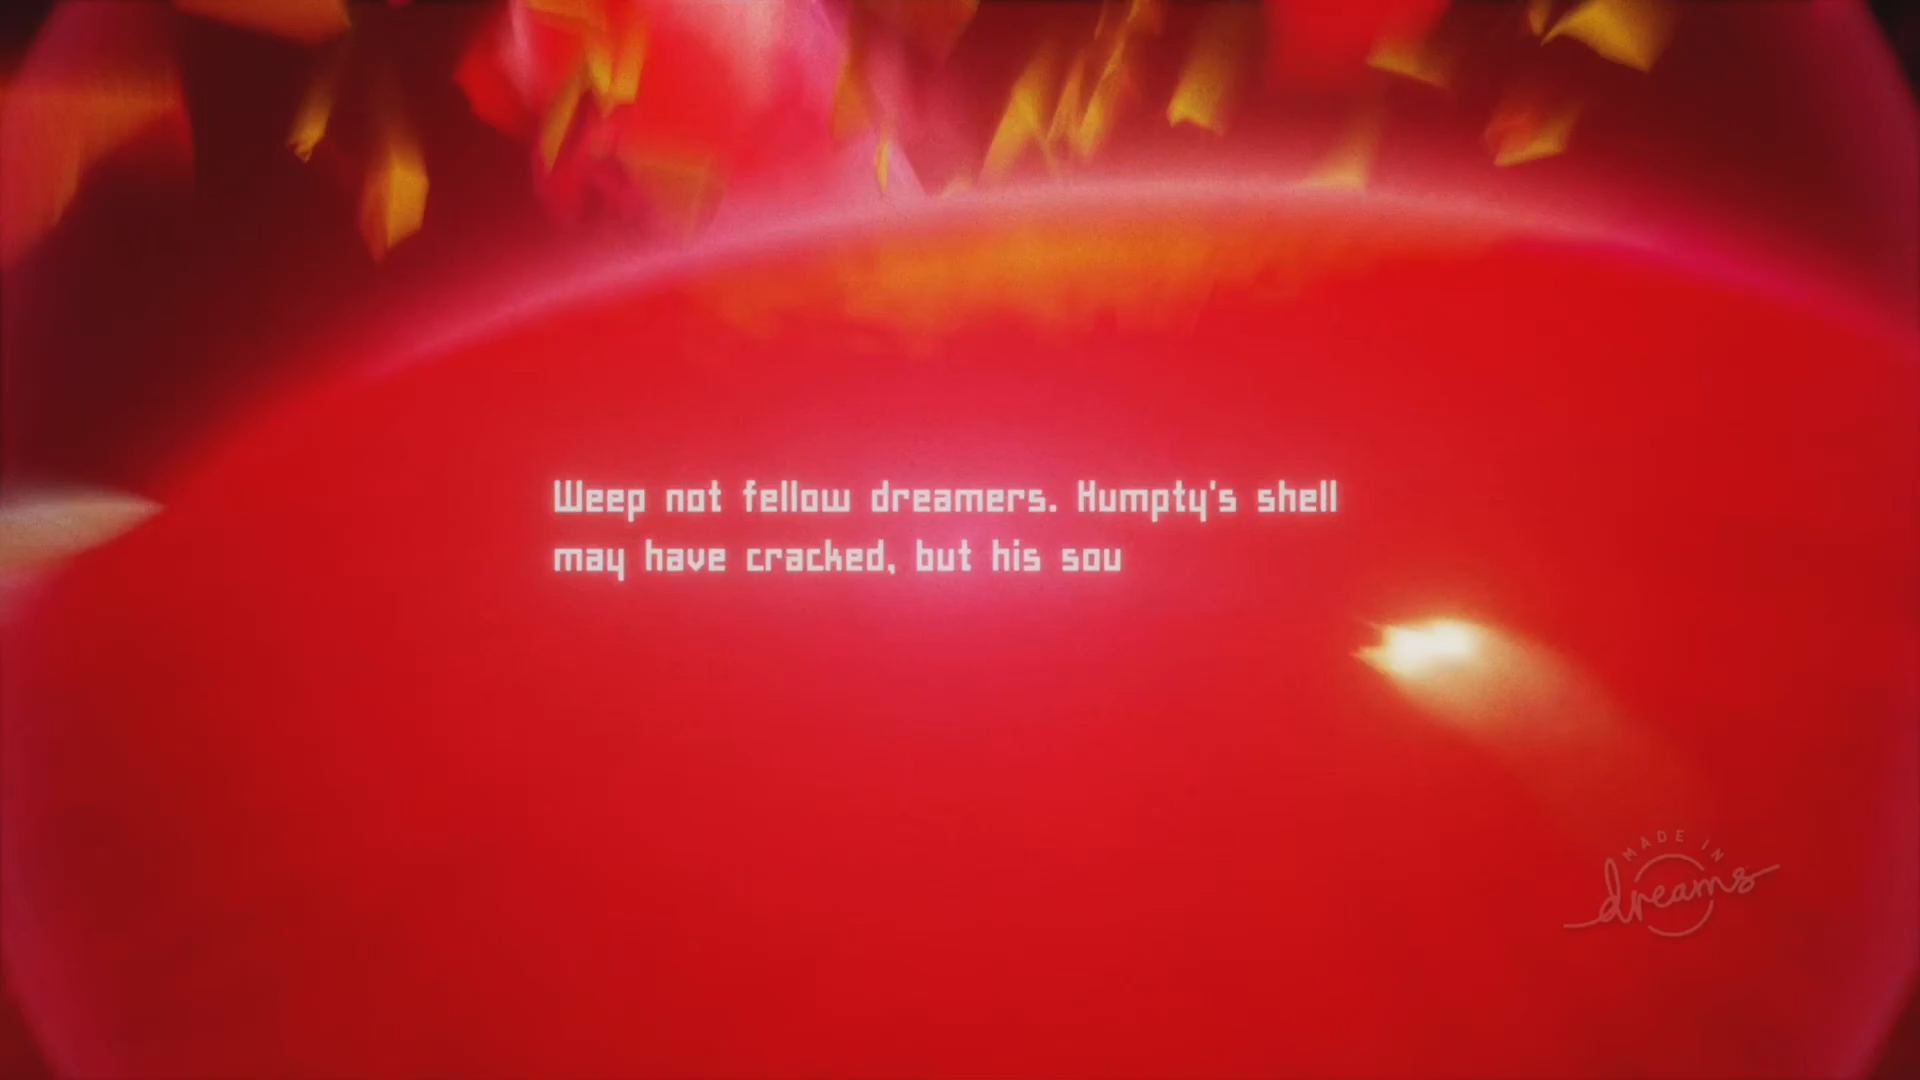 Weep not fellow dreamers. Humpty's shell
may have cracked, but his sou
MADE IN
dreams